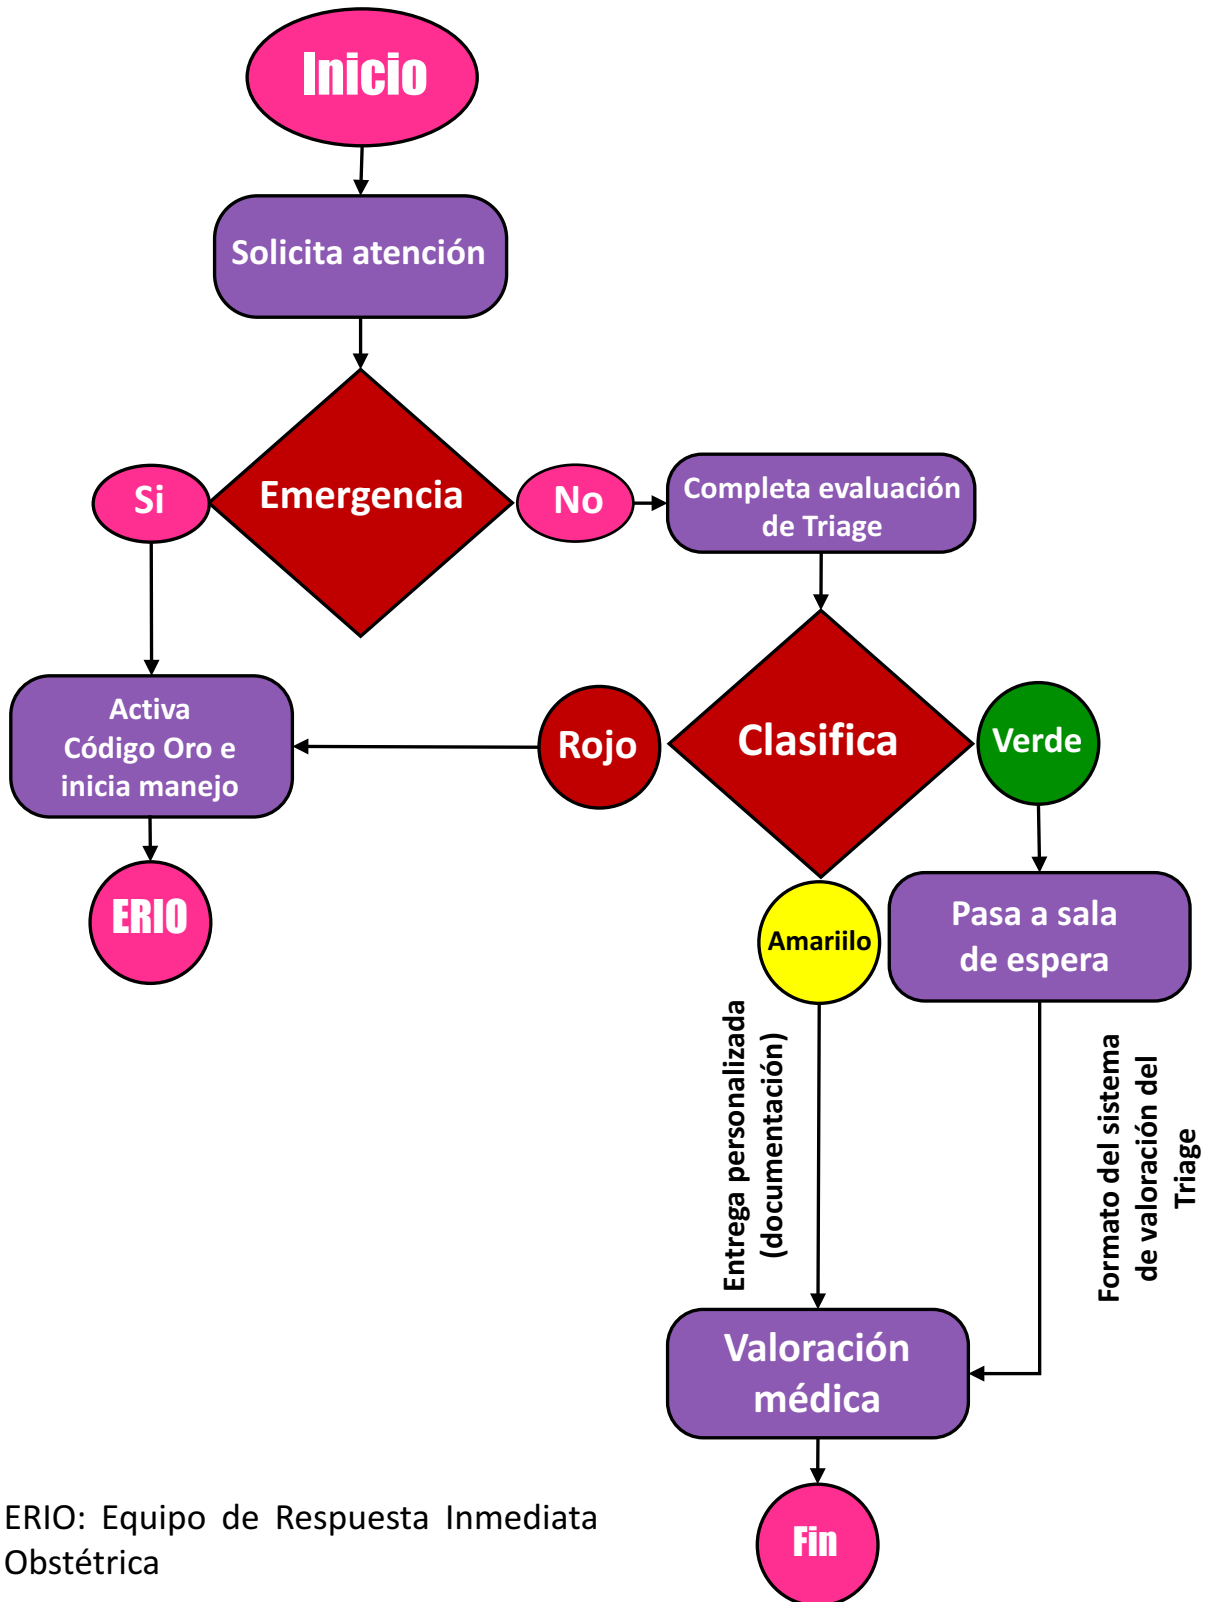 Inicio
Solicita atención
Emergencia
Si
No
Completa evaluación
de Triage
Activa
Código Oro e
inicia manejo
Rojo
Clasifica
Verde
ERIO
Amariilo
Pasa a sala
de espera
Entrega personalizada
(documentación)
Formato del sistema
de valoración del
Triage
Valoración
médica
Fin
ERIO: Equipo de Respuesta Inmediata
Obstétrica